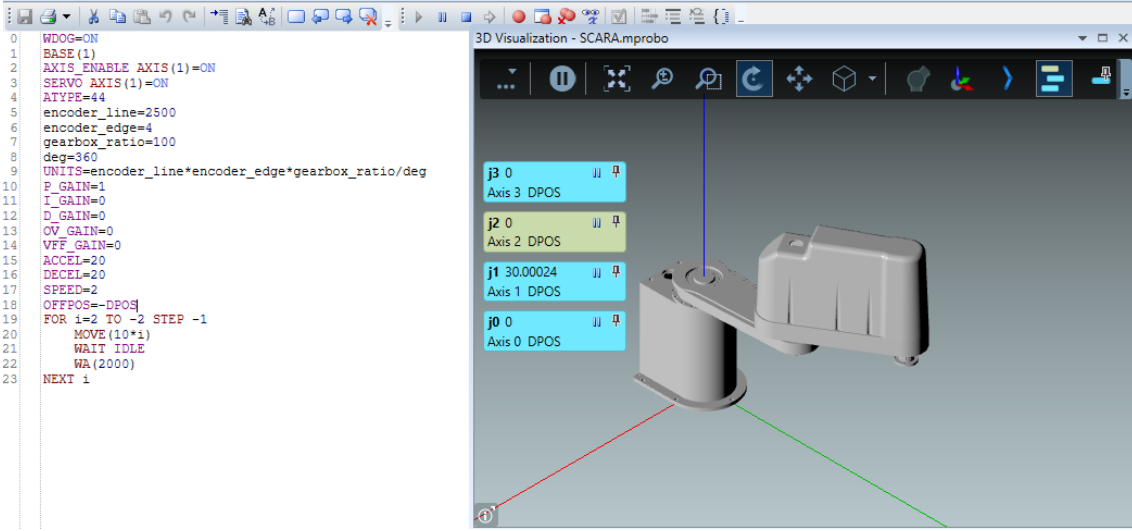 0 WDOG=ON
1 BASE(1)
2 AXIS_ENABLE AXIS(1)=ON
3 SERVO AXIS(1)=ON
4 ATYPE=44
5 encoder_line=2500
6 encoder_edge=4
7 gearbox_ratio=100
8 deg=360
9 UNITS=encoder_line*encoder_edge*gearbox_ratio/deg
10 P_GAIN=1
11 I_GAIN=0
12 D_GAIN=0
13 OV_GAIN=0
14 VFF_GAIN=0
15 ACCEL=20
16 DECEL=20
17 SPEED=2
18 OFFPOS=-DPOS
19 FOR i=2 TO -2 STEP -1
20     MOVE(10*i)
21     WAIT IDLE
22     WA(2000)
23 NEXT i
3D Visualization - SCARA.mprobo
j3 0
Axis 3 DPOS
j2 0
Axis 2 DPOS
j1 30.00024
Axis 1 DPOS
j0 0
Axis 0 DPOS